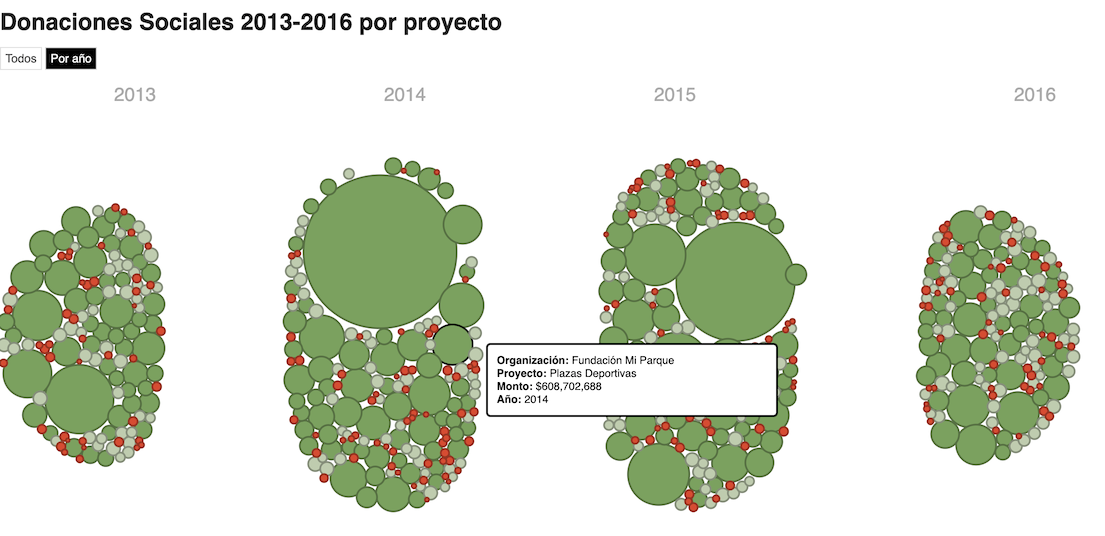 Donaciones Sociales 2013-2016 por proyecto
Todos Por año
2013 2014 2015 2016
Organización: Fundación Mi Parque
Proyecto: Plazas Deportivas
Monto: $608,702,688
Año: 2014